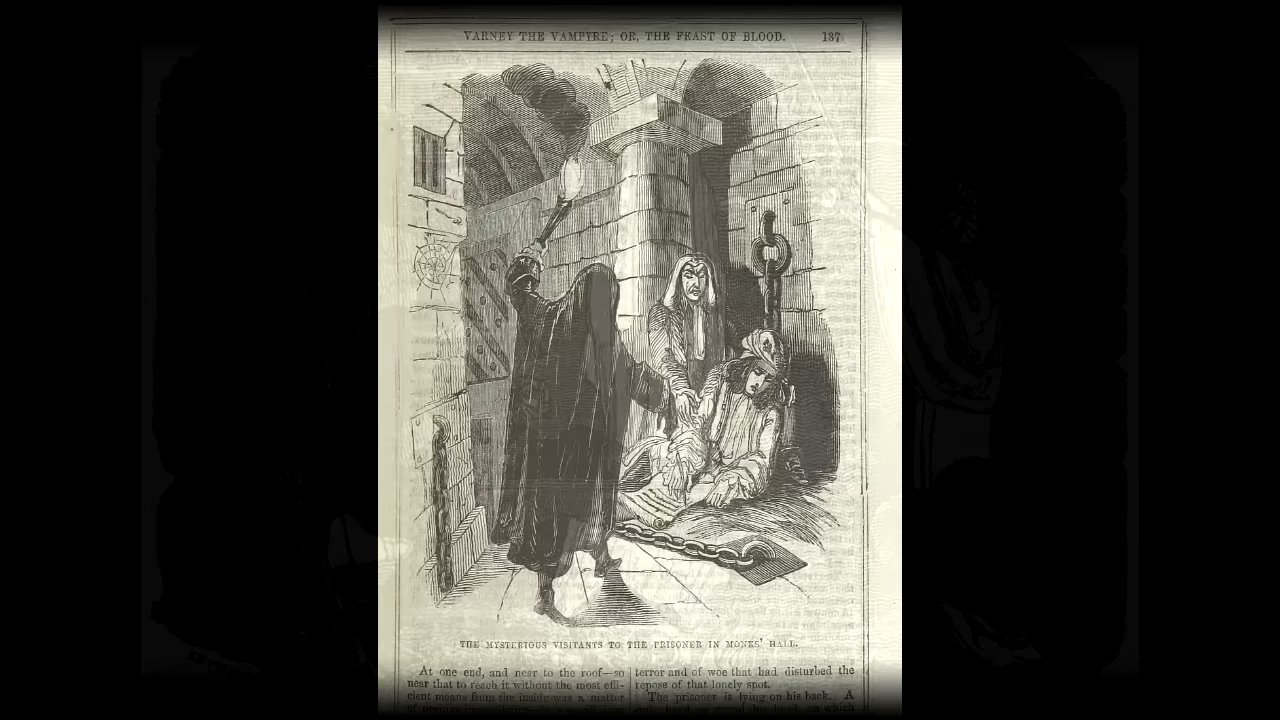 VARNEY THE VAMPYRE; OR, THE FEAST OF BLOOD. 137
THE MYSTERIOUS VISITANTS TO THE PRISONER IN MONKS' HALL.
At one end, and near to the roof—so
near that to reach it without the most effi-
cient means from the inside was a matter
terror and of woe that had disturbed the
repose of that lonely spot.
The prisoner is lying on his back. A